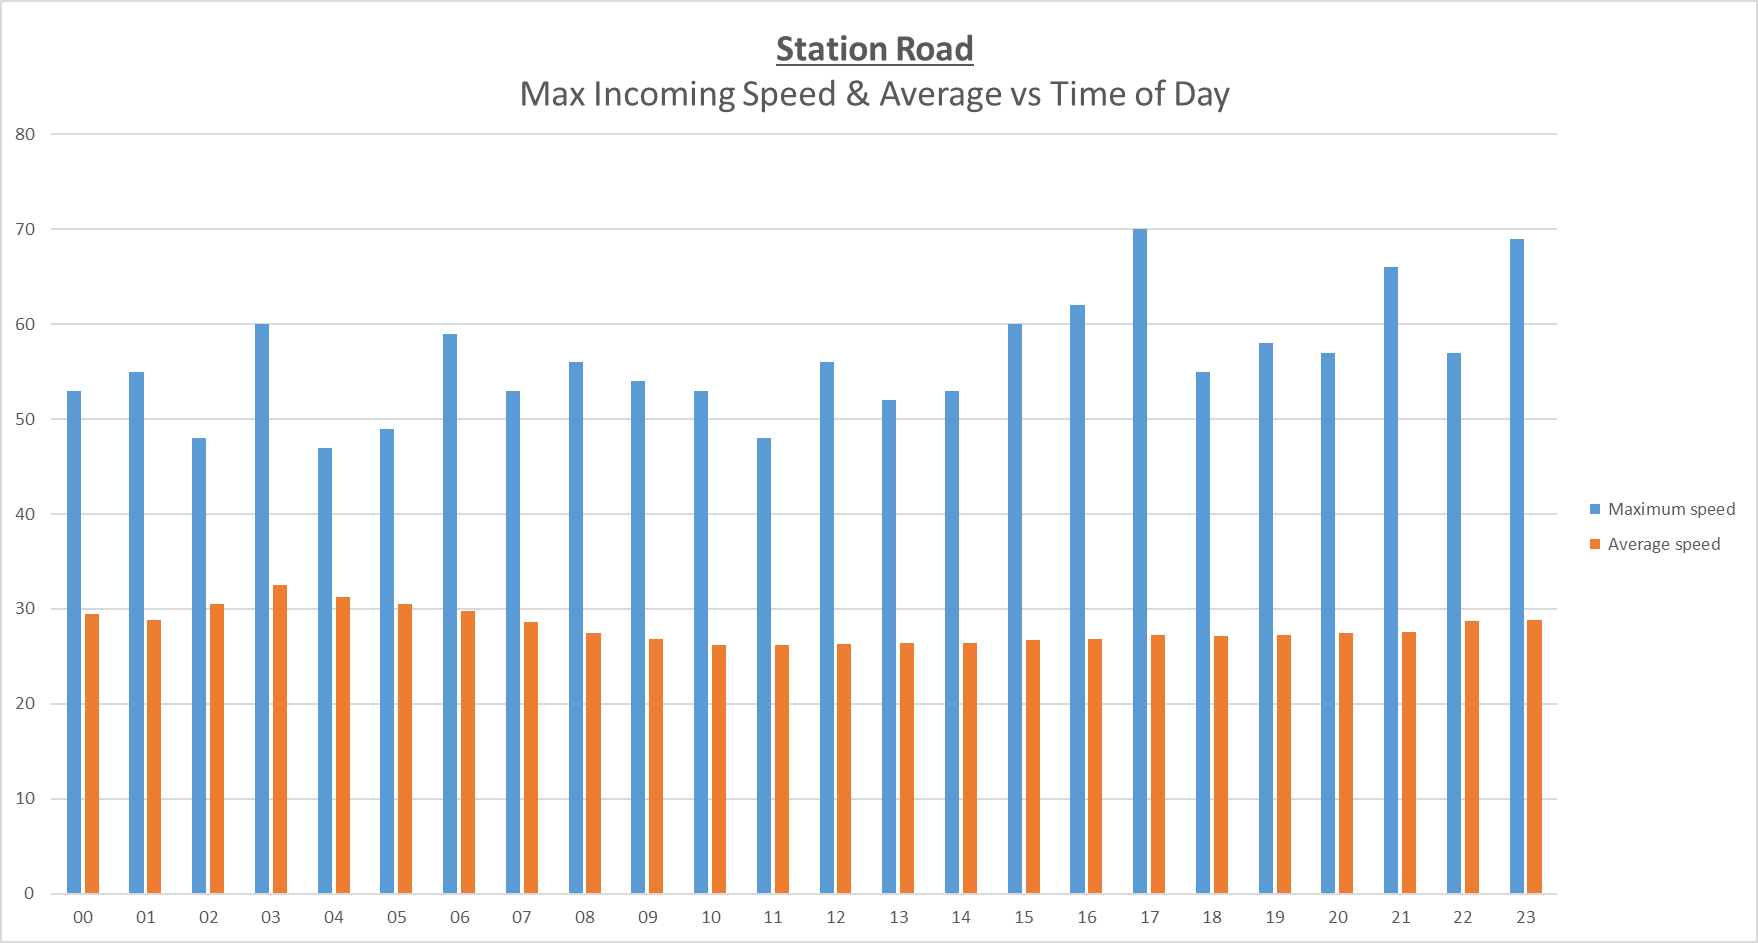 Station Road
Max Incoming Speed & Average vs Time of Day
80
70
60
50
40
30
20
10
0
00 01 02 03 04 05 06 07 08 09 10 11 12 13 14 15 16 17 18 19 20 21 22 23
Maximum speed
Average speed